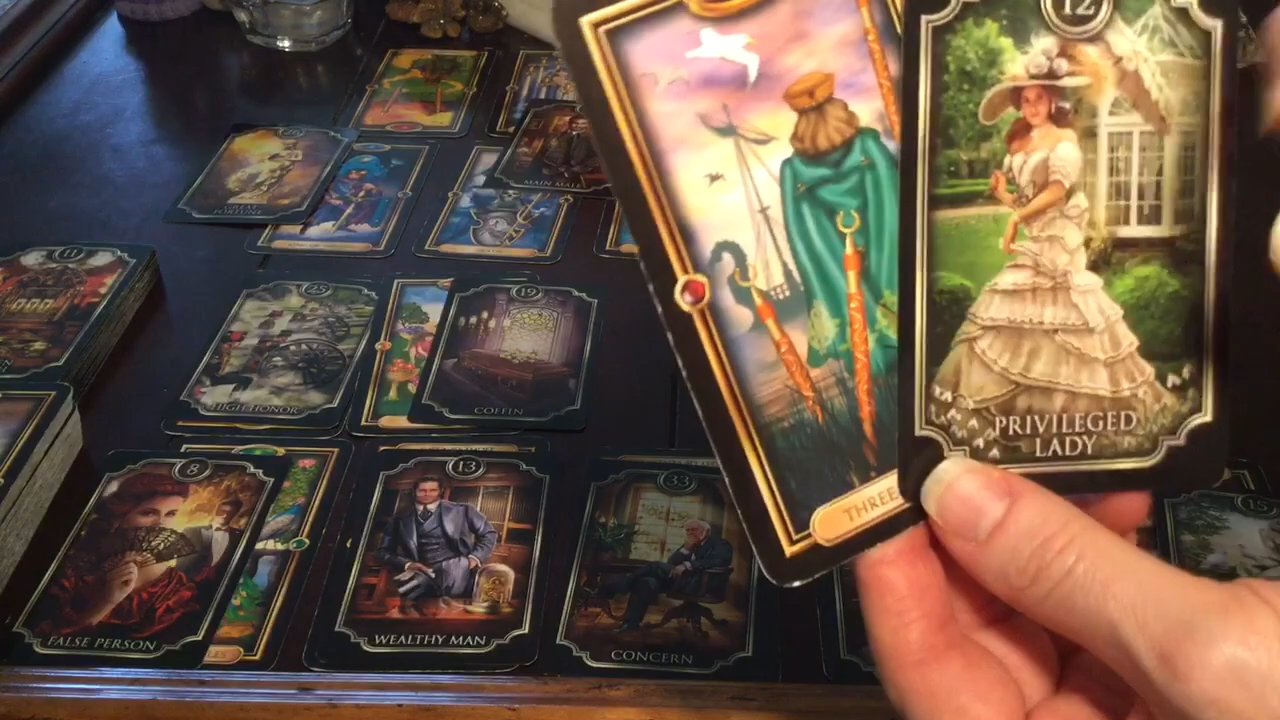 12
THREE
PRIVILEGED
LADY
26
GREAT
FORTUNE
MAIN MALE
11
25
HIGH HONOR
19
COFFIN
8
FALSE PERSON
13
WEALTHY MAN
33
CONCERN
15